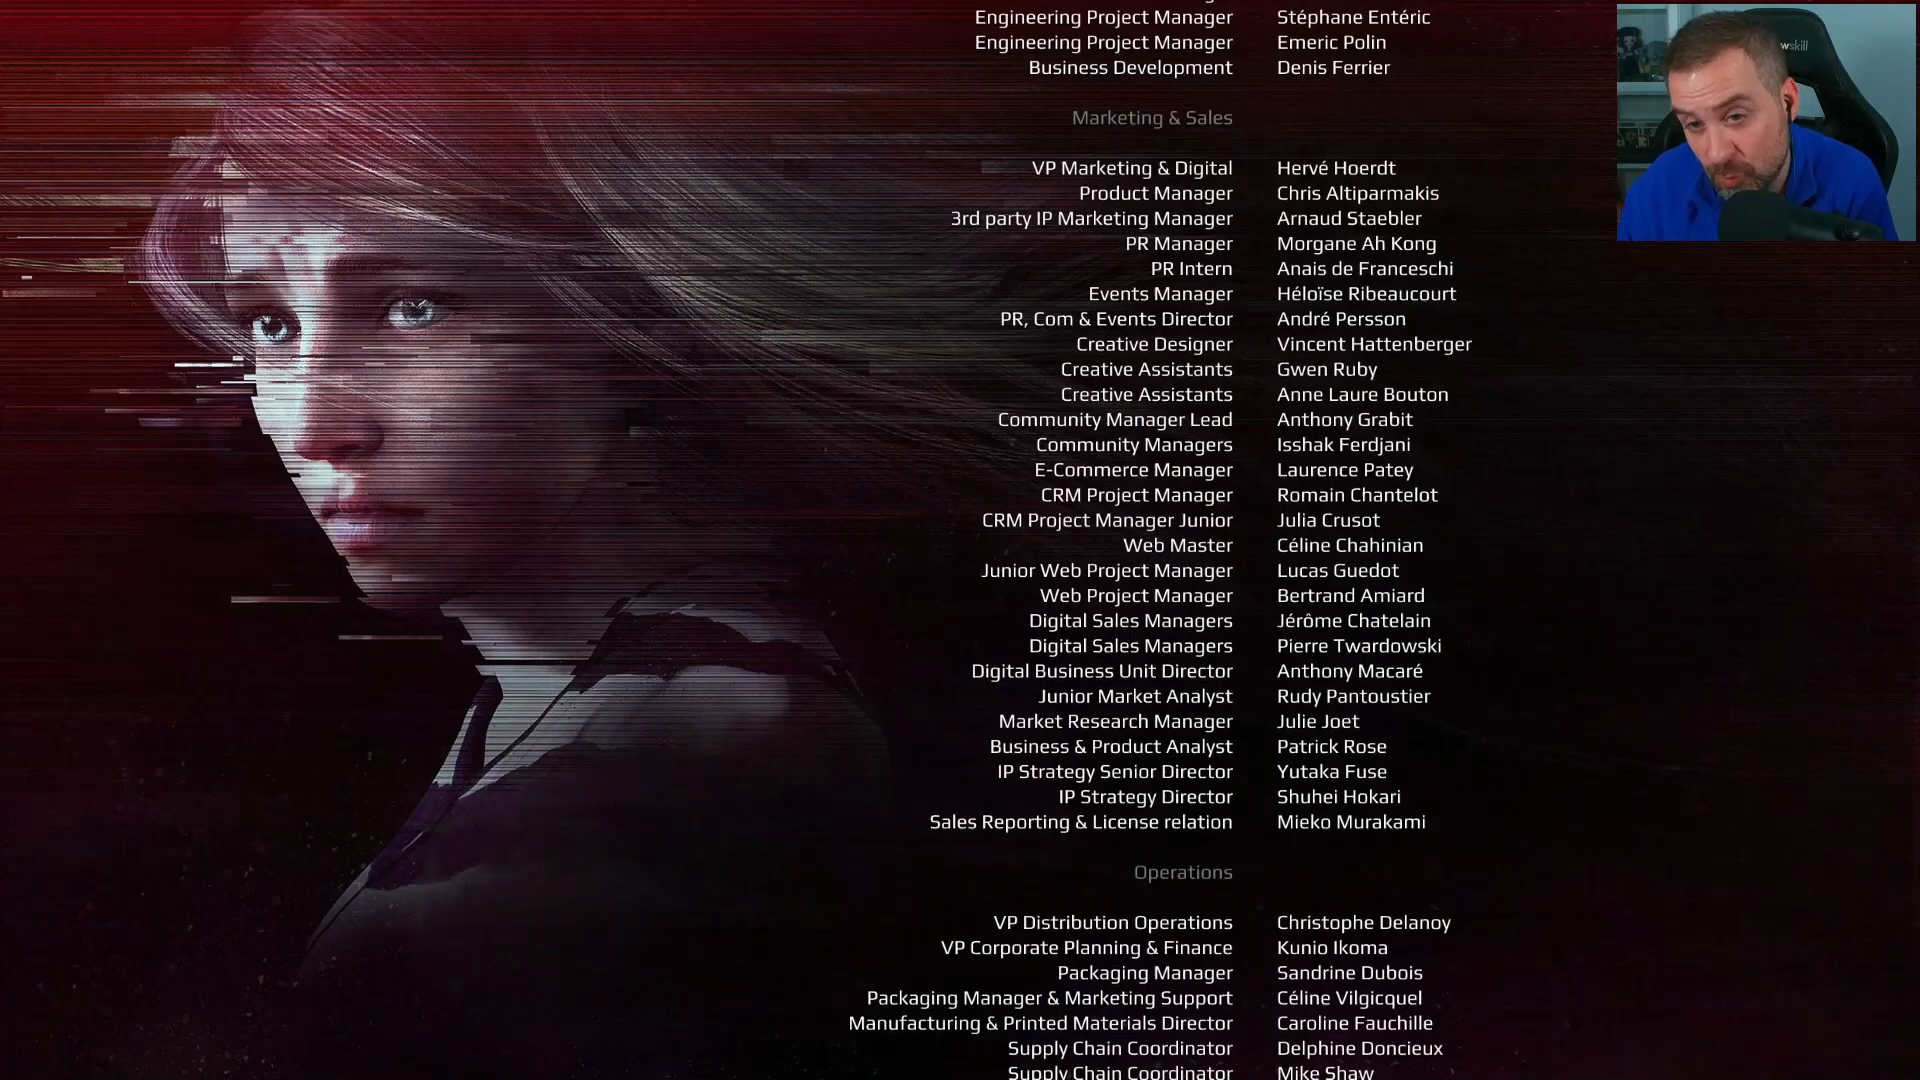 Engineering Project Manager Stéphane Entéric
Engineering Project Manager Emeric Polin
Business Development Denis Ferrier
Marketing & Sales
VP Marketing & Digital Hervé Hoerdt
Product Manager Chris Altiparmakis
3rd party IP Marketing Manager Arnaud Staebler
PR Manager Morgane Ah Kong
PR Intern Anais de Franceschi
Events Manager Héloïse Ribeaucourt
PR, Com & Events Director André Persson
Creative Designer Vincent Hattenberger
Creative Assistants Gwen Ruby
Creative Assistants Anne Laure Bouton
Community Manager Lead Anthony Grabit
Community Managers Isshak Ferdjani
E-Commerce Manager Laurence Patey
CRM Project Manager Romain Chantelot
CRM Project Manager Junior Julia Crusot
Web Master Céline Chahinian
Junior Web Project Manager Lucas Guedot
Web Project Manager Bertrand Amiard
Digital Sales Managers Jérôme Chatelain
Digital Sales Managers Pierre Twardowski
Digital Business Unit Director Anthony Macaré
Junior Market Analyst Rudy Pantoustier
Market Research Manager Julie Joet
Business & Product Analyst Patrick Rose
IP Strategy Senior Director Yutaka Fuse
IP Strategy Director Shuhei Hokari
Sales Reporting & License relation Mieko Murakami
Operations
VP Distribution Operations Christophe Delanoy
VP Corporate Planning & Finance Kunio Ikoma
Packaging Manager Sandrine Dubois
Packaging Manager & Marketing Support Céline Vilgicquel
Manufacturing & Printed Materials Director Caroline Fauchille
Supply Chain Coordinator Delphine Doncieux
Supply Chain Coordinator Mike Shaw